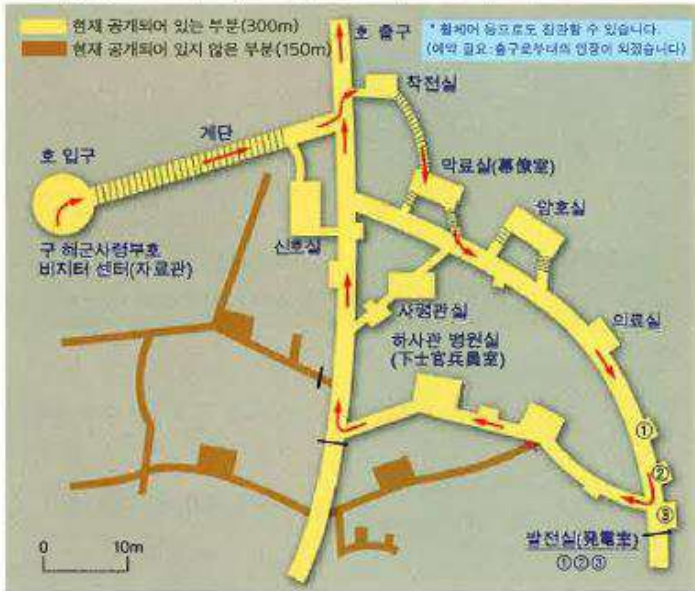 현재 공개되어 있는 부분(300m)
현재 공개되어 있지 않은 부분(150m)
호 출구
* 휠체어 등으로도 참관할 수 있습니다.
(예약 필요:출구로부터의 입장이 되겠습니다)
작전실
계단
호 입구
막료실(幕僚室)
암호실
구 해군사령부호
비지터 센터(자료관)
신호실
사령관실
의료실
하사관 병원실
(下士官兵員室)
①
②
③
0 10m
발전실(発電室)
①②③